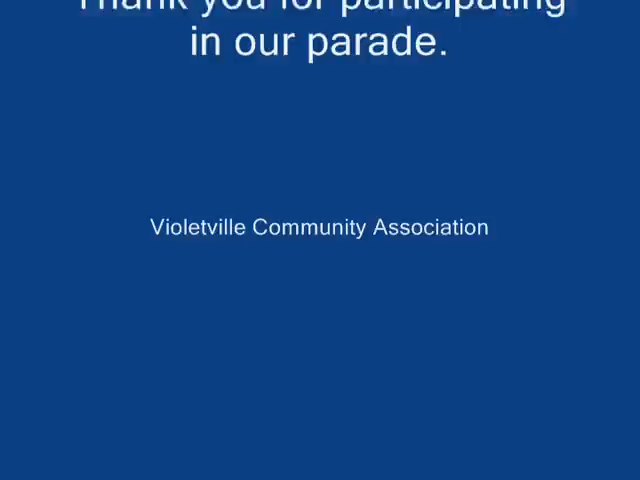 Thank you for participating
in our parade.
Violetville Community Association